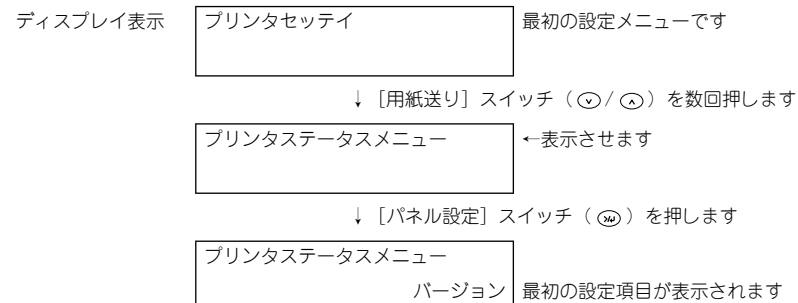 ディスプレイ表示 プリンタセッテイ 最初の設定メニューです
↓ [用紙送り] スイッチ ( / ) を数回押します
プリンタステータスメニュー ←表示させます
↓ [パネル設定] スイッチ ( ) を押します
プリンタステータスメニュー
バージョン 最初の設定項目が表示されます